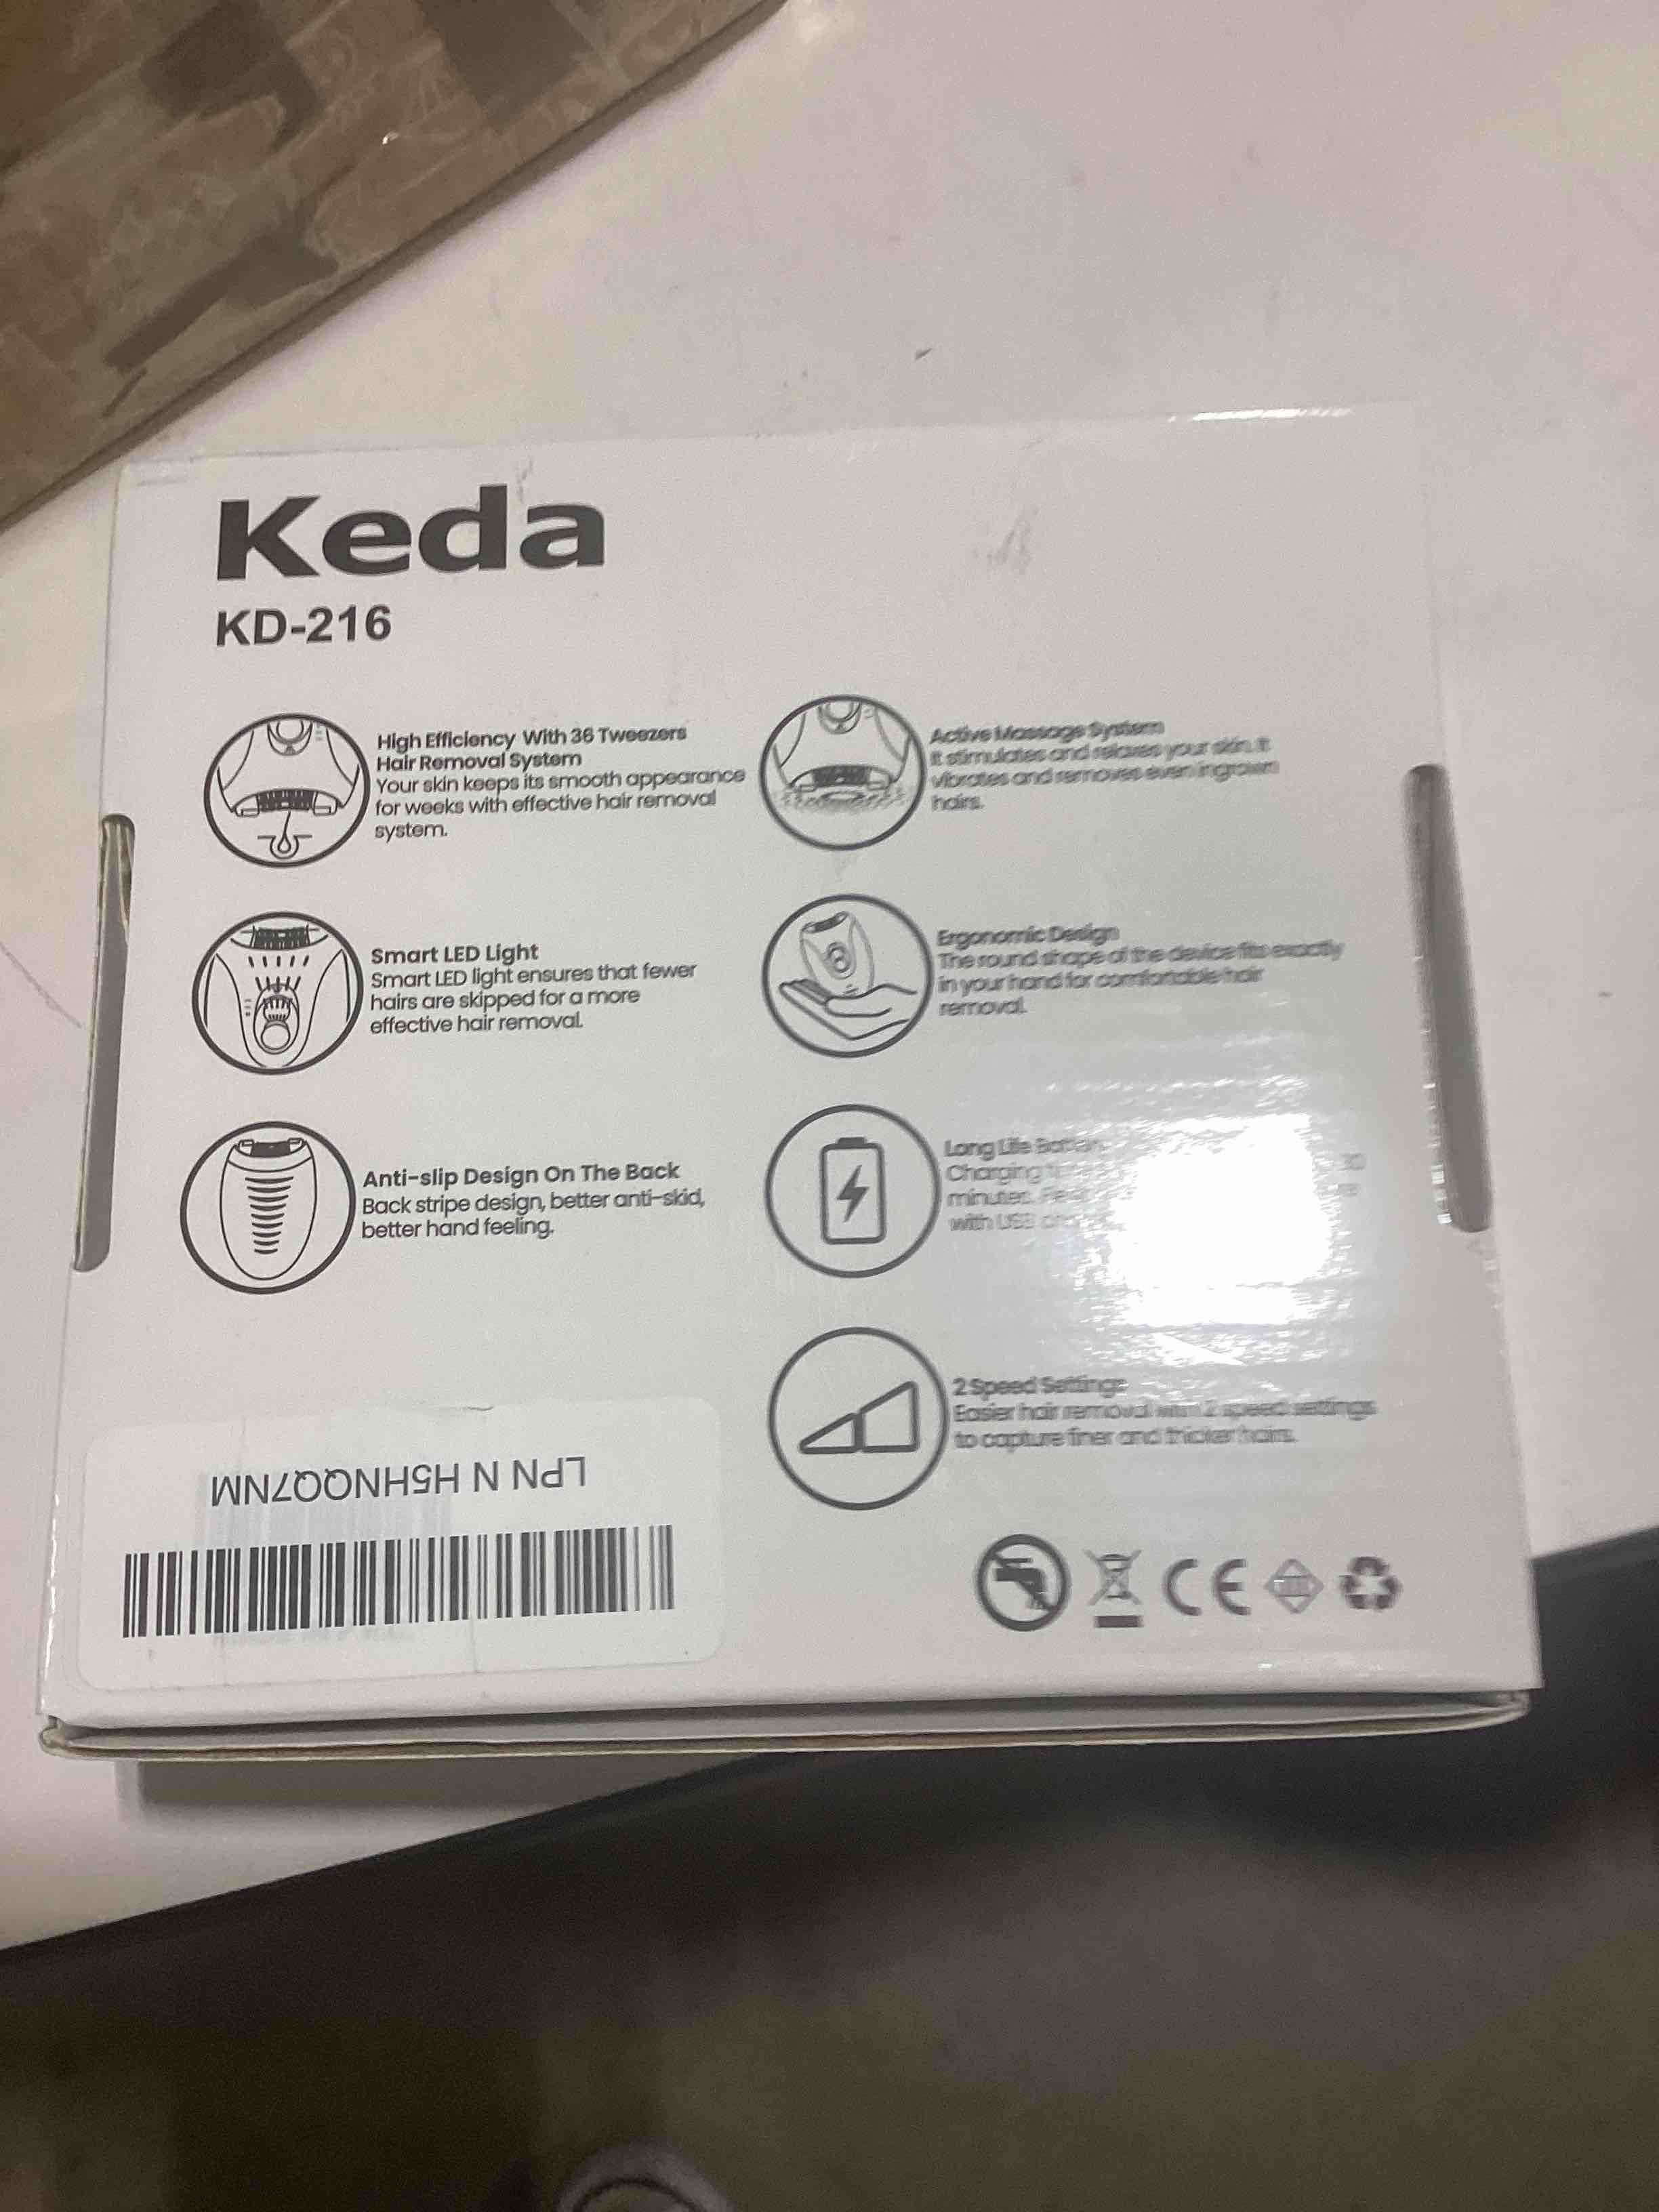 Keda
KD-216
High Efficiency With 36 Tweezers
Hair Removal System
Your skin keeps its smooth appearance
for weeks with effective hair removal
system.
Smart LED Light
Smart LED light ensures that fewer
hairs are skipped for a more
effective hair removal.
Anti-slip Design On The Back
Back stripe design, better anti-skid,
better hand feeling.
Active Massage System
It stimulates and relaxes your skin. It
vibrates and removes even ingrown
hairs.
Ergonomic Design
The round shape of the device fits exactly
in your hand for comfortable hair
removal.
Long Life
Charging 30
minutes.
with USB
2 Speed Settings
Easier hair removal with 2 speed settings
to capture finer and thicker hairs.
LPN N H5HNQQ7NM
CE